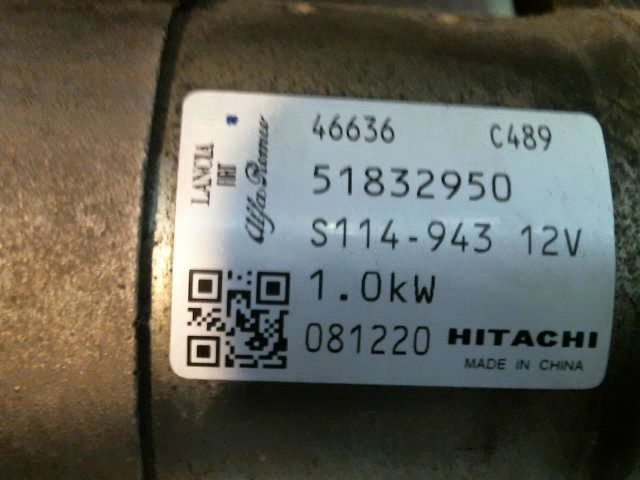 46636 C489
51832950
S114-943 12V
1.0kW
081220 HITACHI
MADE IN CHINA
LANCIA
FIAT
Alfa Romeo